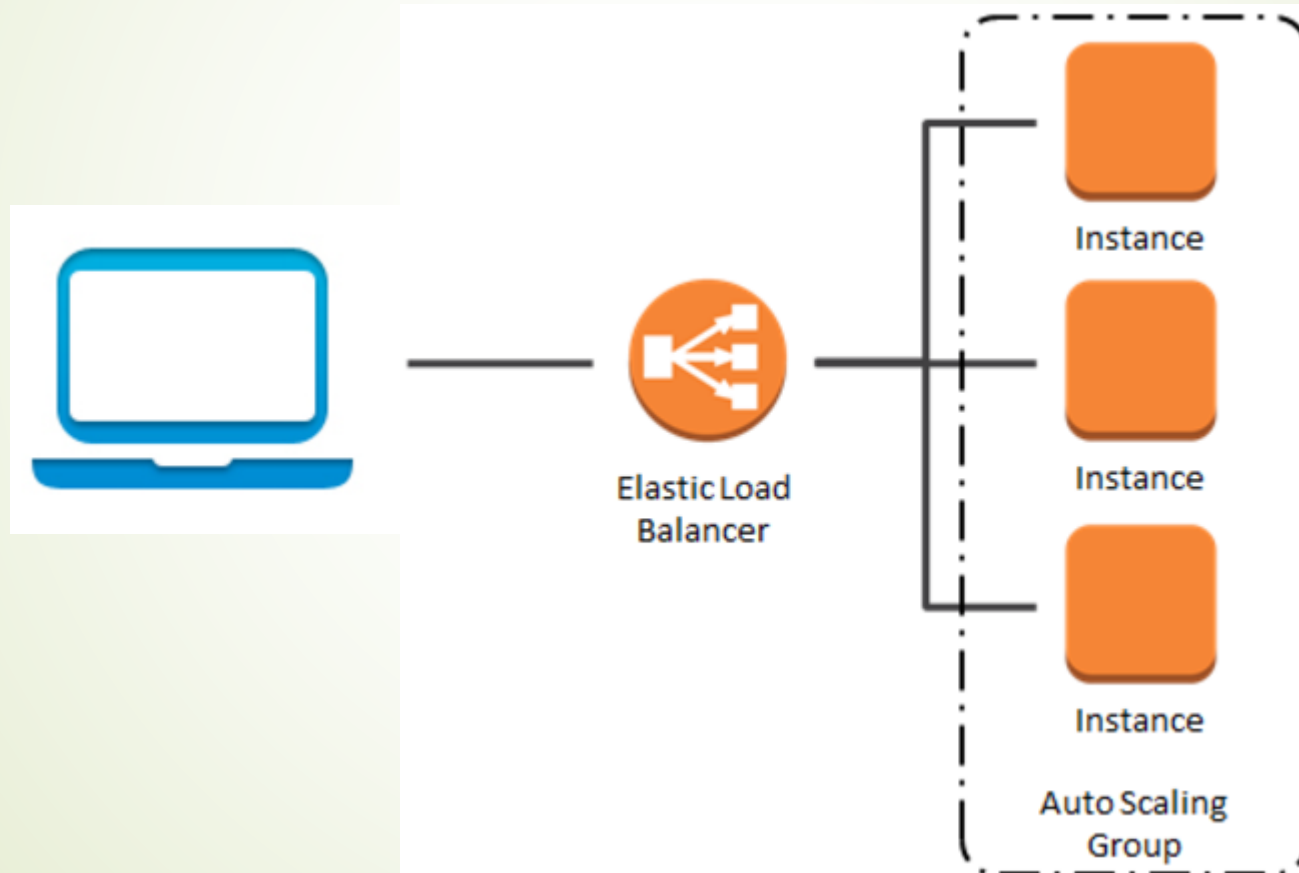 Instance
Elastic Load
Balancer
Instance
Instance
Auto Scaling
Group